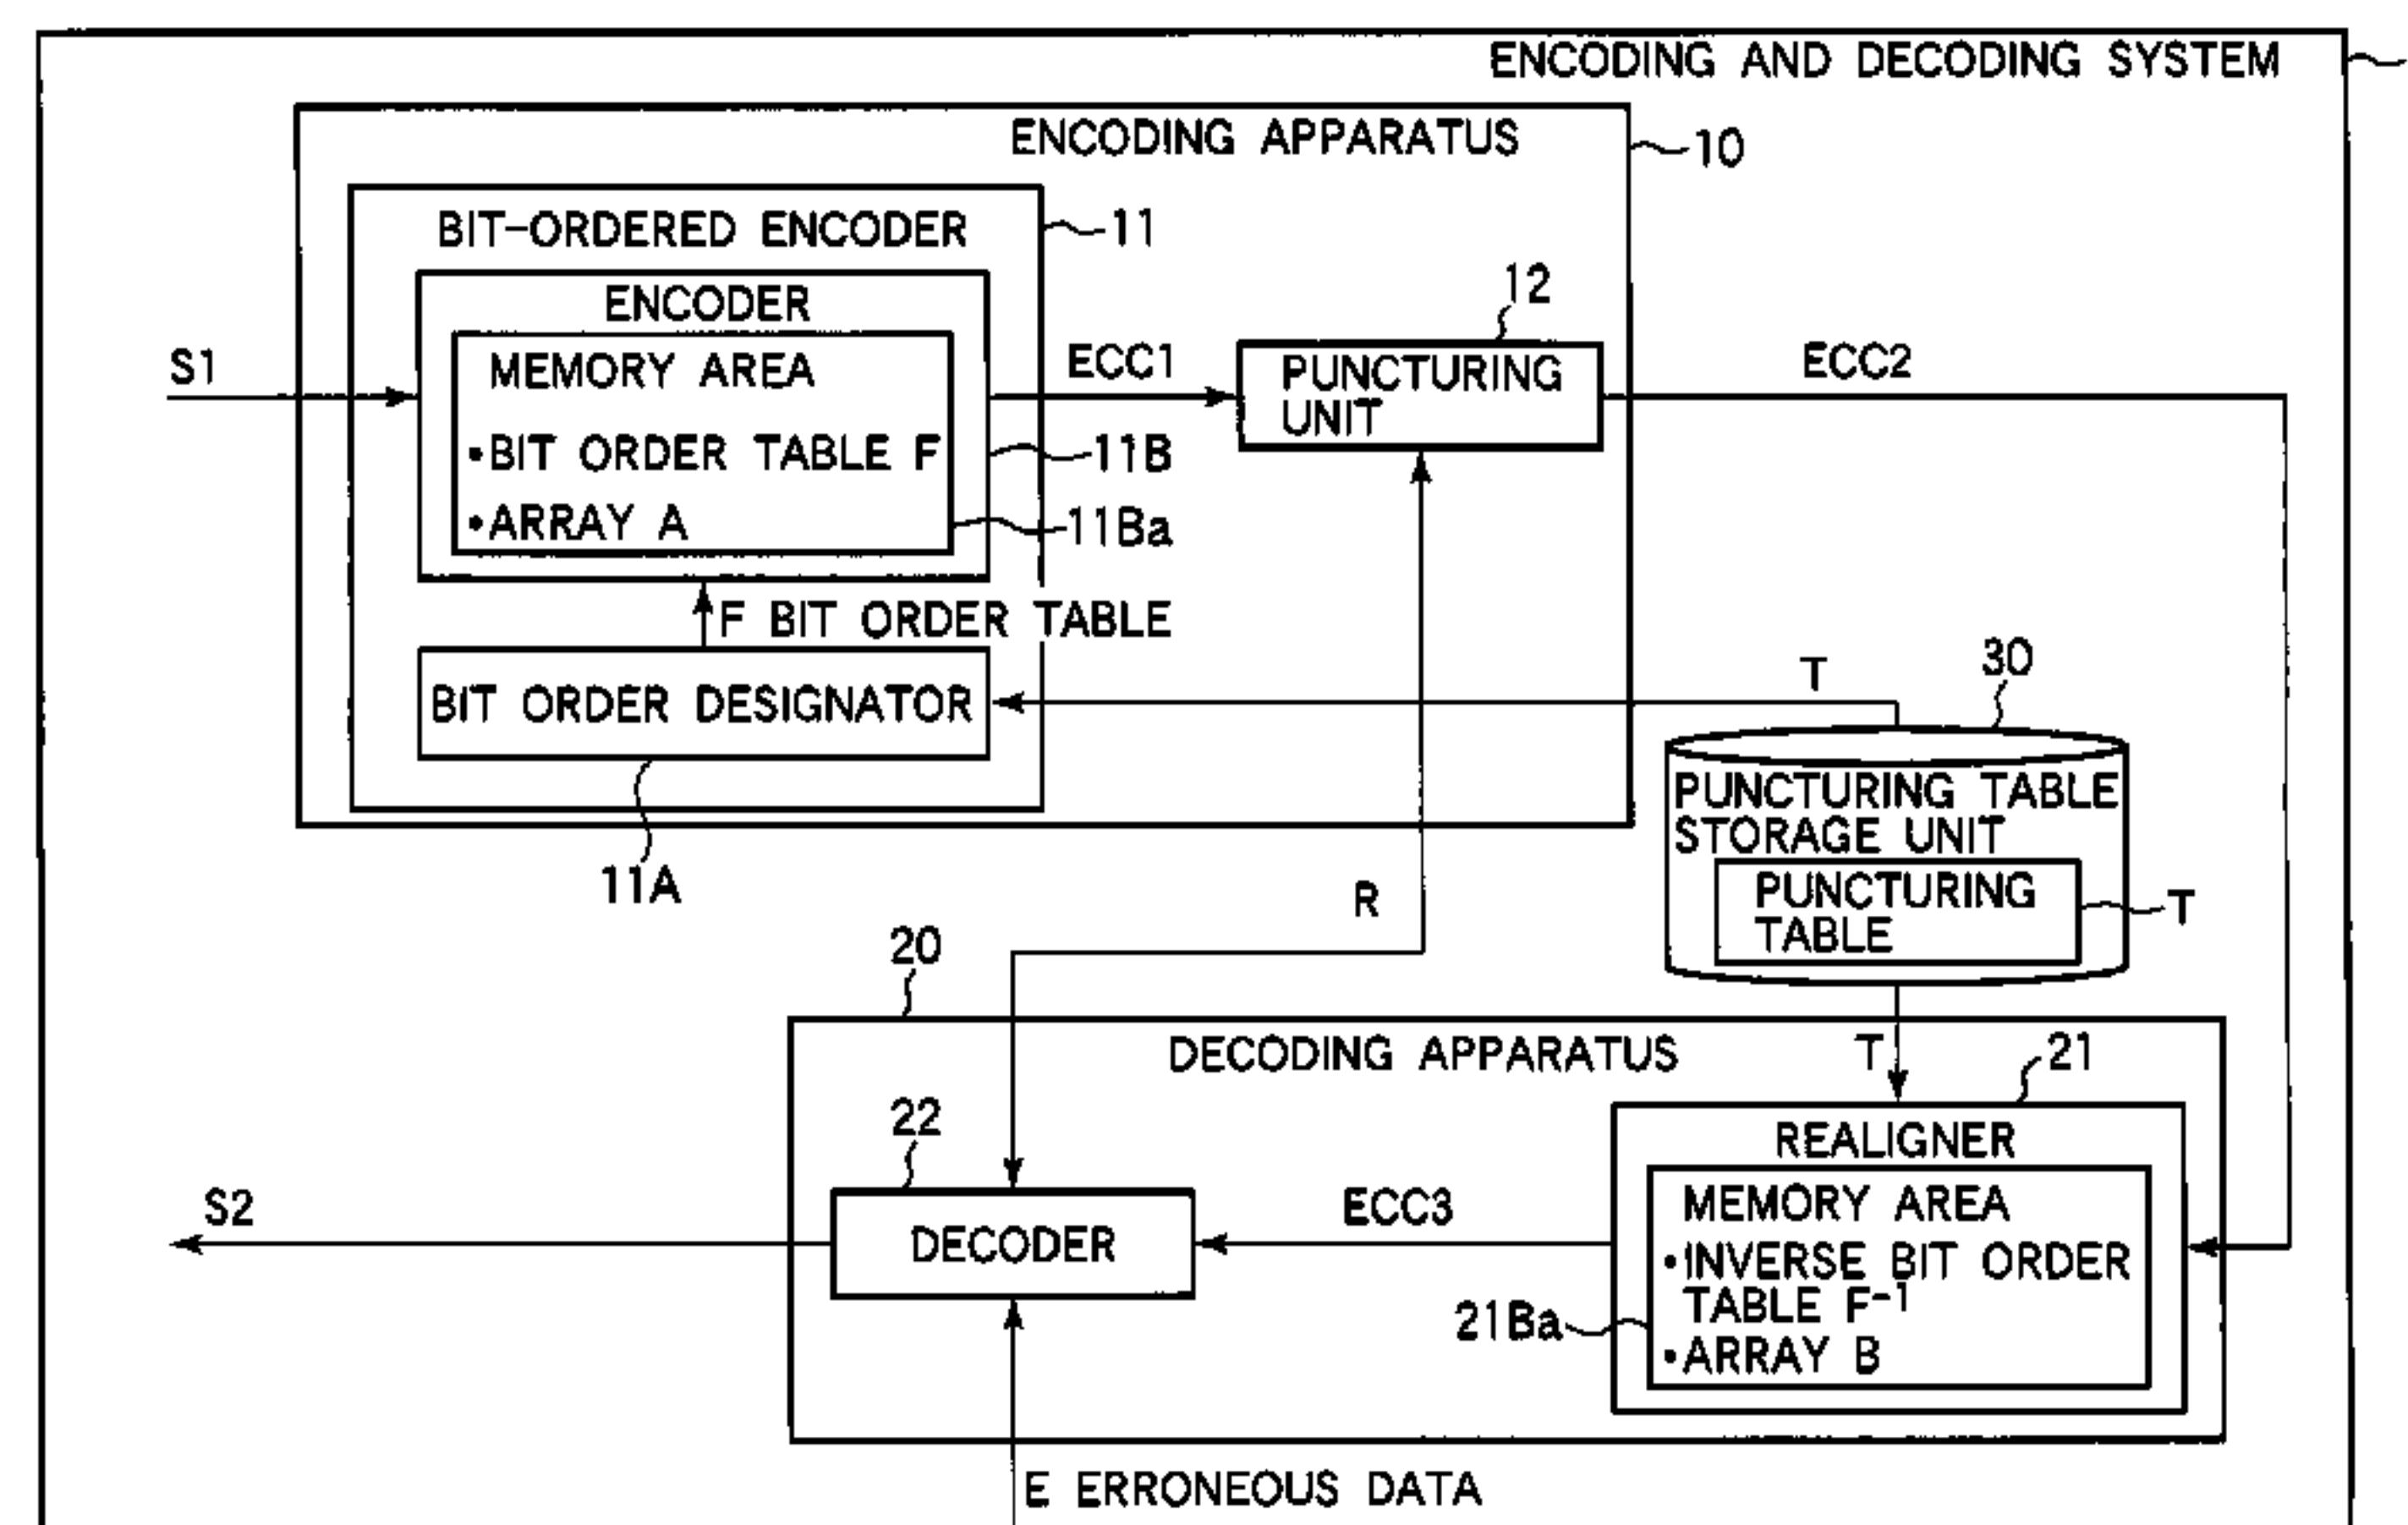 ENCODING AND DECODING SYSTEM
ENCODING APPARATUS
10
BIT-ORDERED ENCODER
11
ENCODER
12
S1
MEMORY AREA
ECC1
PUNCTURING
UNIT
ECC2
•BIT ORDER TABLE F
11B
•ARRAY A
11Ba
F BIT ORDER TABLE
BIT ORDER DESIGNATOR
T
30
11A
PUNCTURING TABLE
STORAGE UNIT
PUNCTURING
TABLE
T
R
20
DECODING APPARATUS
T
21
22
REALIGNER
S2
DECODER
ECC3
MEMORY AREA
•INVERSE BIT ORDER
TABLE F-1
21Ba
•ARRAY B
E ERRONEOUS DATA